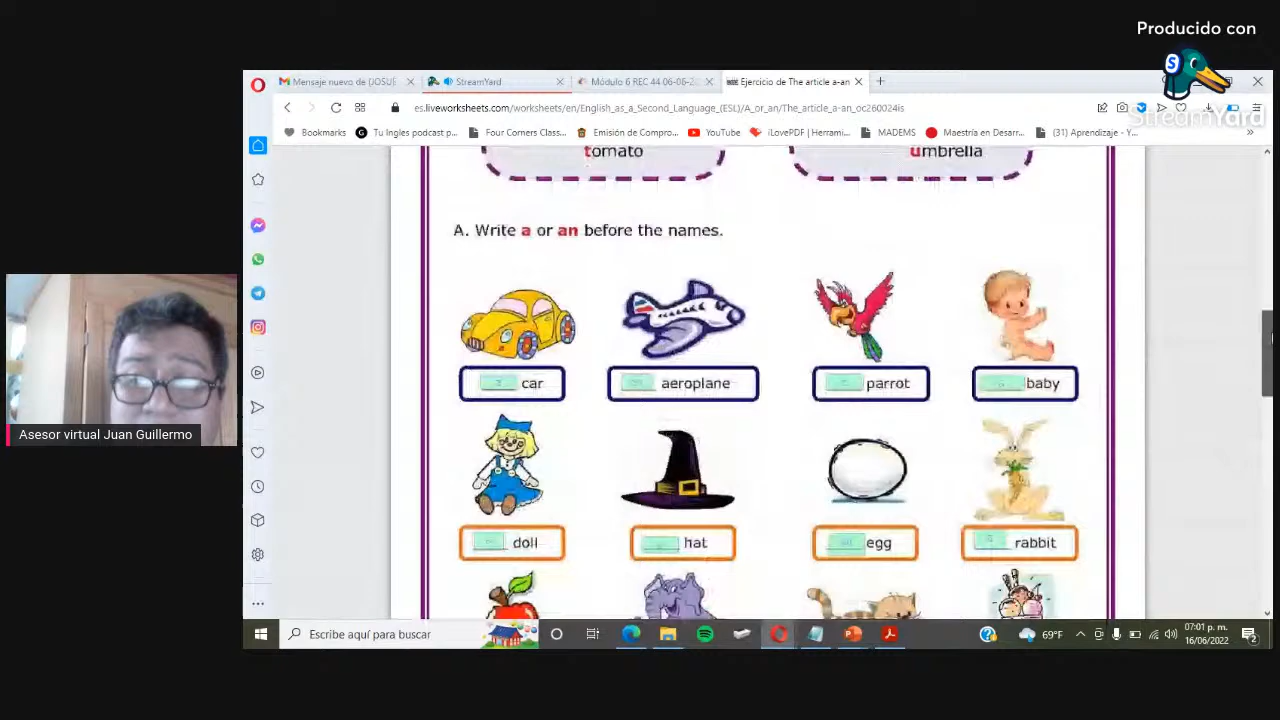 Producido con
StreamYard
Mensaje nuevo de (JOSUÉ
StreamYard
Módulo 6 REC 44 06-06-2
Ejercicio de The article a-an
es.liveworksheets.com/worksheets/en/English_as_a_Second_Language_(ESL)/A_or_an/The_article_a-an_oc260024is
Bookmarks
Tu Ingles podcast p...
Four Corners Class...
Emisión de Compro...
YouTube
iLovePDF | Herrami...
MADEMS
Maestría en Desarr...
(31) Aprendizaje - Y...
tomato
umbrella
A. Write a or an before the names.
car
aeroplane
parrot
baby
doll
hat
egg
rabbit
Asesor virtual Juan Guillermo
Escribe aquí para buscar
69°F
07:01 p. m.
16/06/2022
2